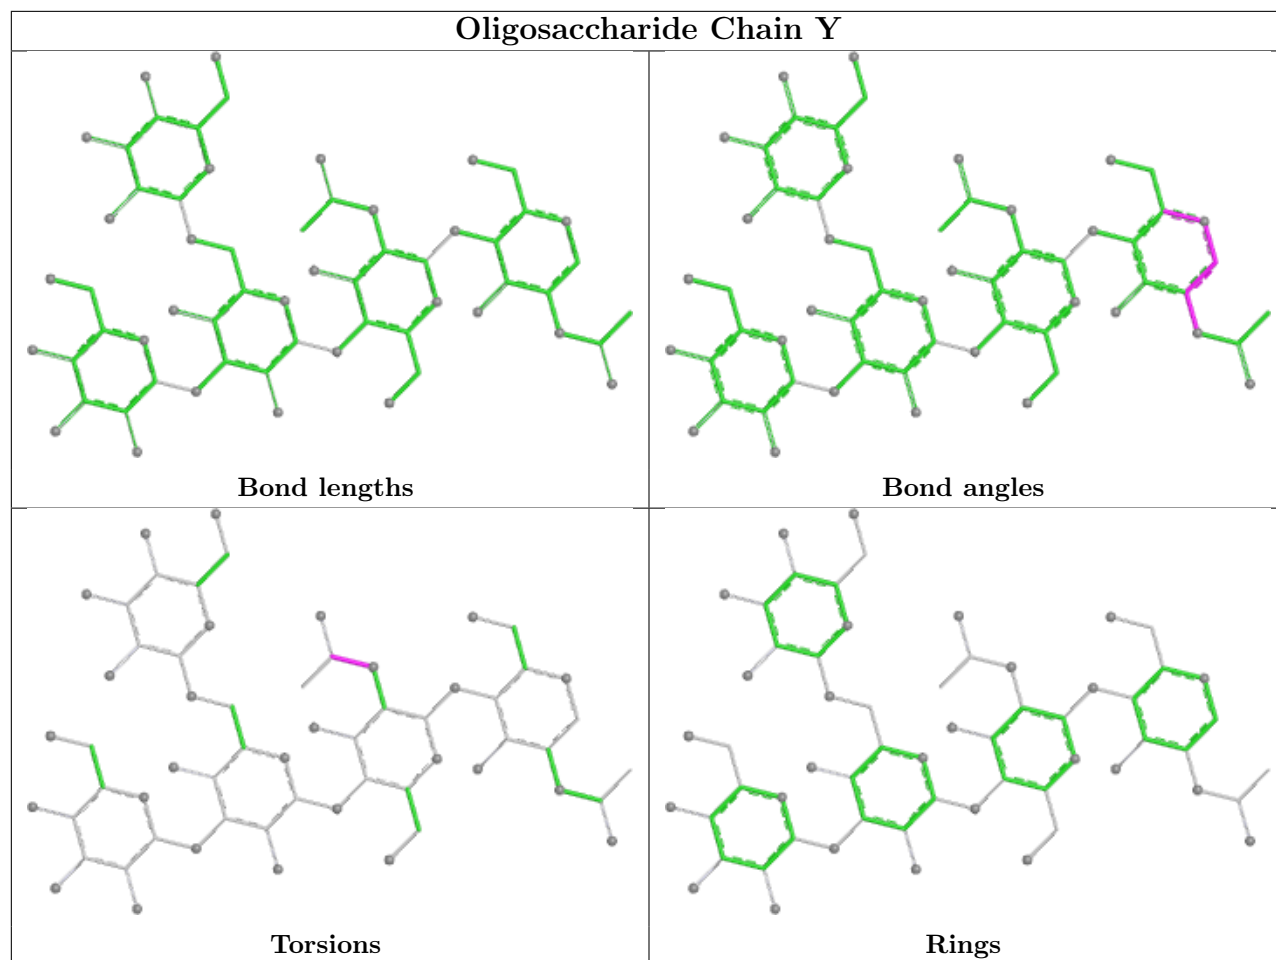 Oligosaccharide Chain Y
Bond lengths
Bond angles
Torsions
Rings